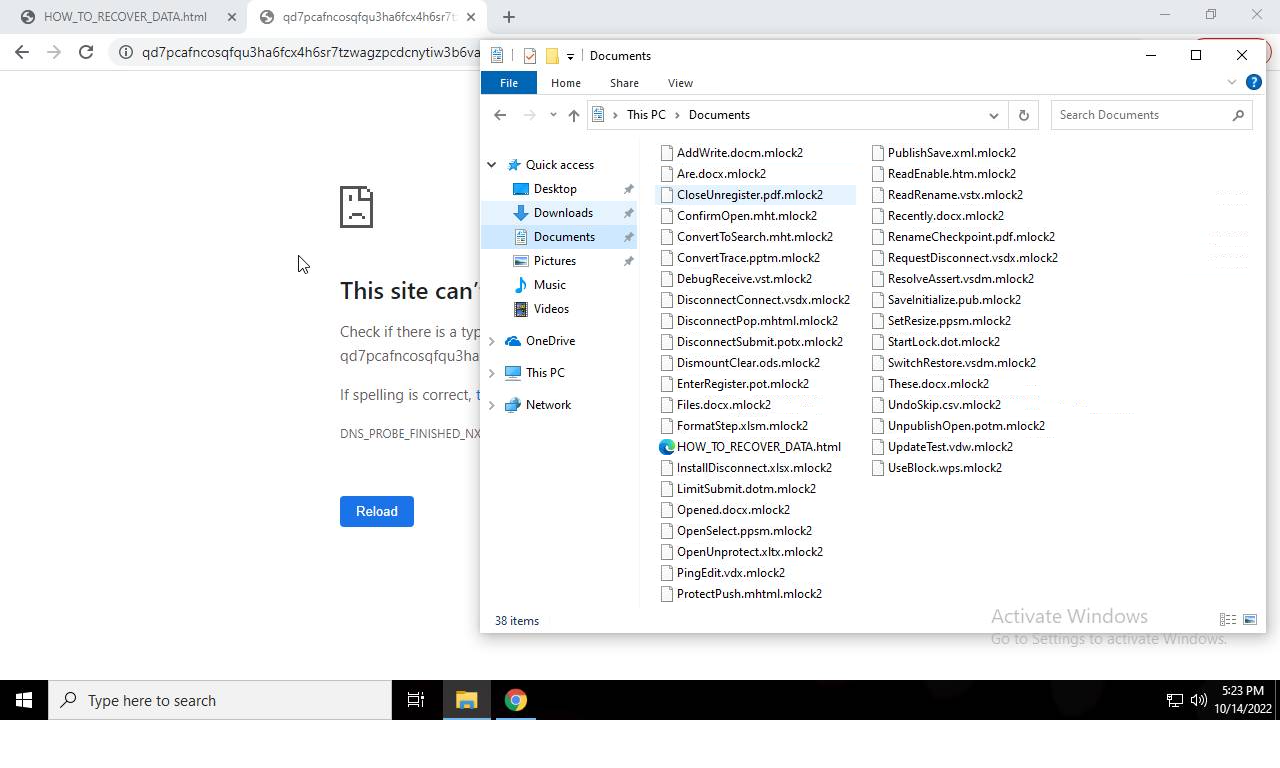 HOW_TO_RECOVER_DATA.html
qd7pcafncosqfqu3ha6fcx4h6sr7t
qd7pcafncosqfqu3ha6fcx4h6sr7tzwagzpcdcnytiw3b6va
This site can't
Check if there is a typ
qd7pcafncosqfqu3ha
If spelling is correct, t
DNS_PROBE_FINISHED_NX
Reload
Documents
File Home Share View
This PC Documents
Search Documents
Quick access
Desktop
Downloads
Documents
Pictures
Music
Videos
OneDrive
This PC
Network
AddWrite.docm.mlock2
Are.docx.mlock2
CloseUnregister.pdf.mlock2
ConfirmOpen.mht.mlock2
ConvertToSearch.mht.mlock2
ConvertTrace.pptm.mlock2
DebugReceive.vst.mlock2
DisconnectConnect.vsdx.mlock2
DisconnectPop.mhtml.mlock2
DisconnectSubmit.potx.mlock2
DismountClear.ods.mlock2
EnterRegister.pot.mlock2
Files.docx.mlock2
FormatStep.xlsm.mlock2
HOW_TO_RECOVER_DATA.html
InstallDisconnect.xlsx.mlock2
LimitSubmit.dotm.mlock2
Opened.docx.mlock2
OpenSelect.ppsm.mlock2
OpenUnprotect.xltx.mlock2
PingEdit.vdx.mlock2
ProtectPush.mhtml.mlock2
PublishSave.xml.mlock2
ReadEnable.htm.mlock2
ReadRename.vstx.mlock2
Recently.docx.mlock2
RenameCheckpoint.pdf.mlock2
RequestDisconnect.vsdx.mlock2
ResolveAssert.vsdm.mlock2
SaveInitialize.pub.mlock2
SetResize.ppsm.mlock2
StartLock.dot.mlock2
SwitchRestore.vsdm.mlock2
These.docx.mlock2
UndoSkip.csv.mlock2
UnpublishOpen.potm.mlock2
UpdateTest.vdw.mlock2
UseBlock.wps.mlock2
38 items
Activate Windows
Go to Settings to activate Windows.
Type here to search
5:23 PM
10/14/2022